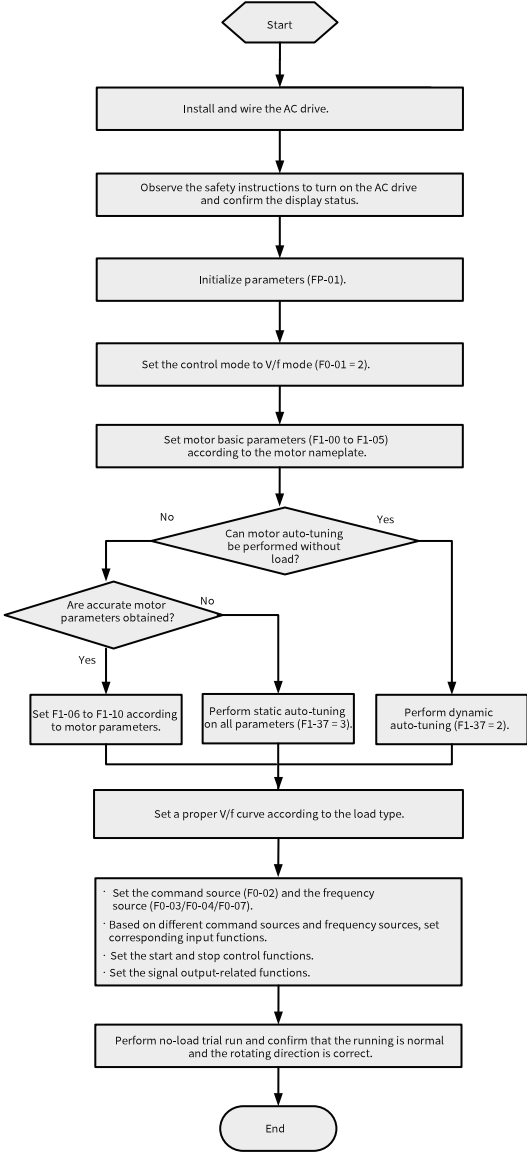 Start
Install and wire the AC drive.
Observe the safety instructions to turn on the AC drive
and confirm the display status.
Initialize parameters (FP-01).
Set the control mode to V/f mode (F0-01 = 2).
Set motor basic parameters (F1-00 to F1-05)
according to the motor nameplate.
No
Yes
Can motor auto-tuning
be performed without
load?
Are accurate motor
parameters obtained?
No
Yes
Set F1-06 to F1-10 according
to motor parameters.
Perform static auto-tuning
on all parameters (F1-37 = 3).
Perform dynamic
auto-tuning (F1-37 = 2).
Set a proper V/f curve according to the load type.
· Set the command source (F0-02) and the frequency
source (F0-03/F0-04/F0-07).
· Based on different command sources and frequency sources, set
corresponding input functions.
· Set the start and stop control functions.
· Set the signal output-related functions.
Perform no-load trial run and confirm that the running is normal
and the rotating direction is correct.
End